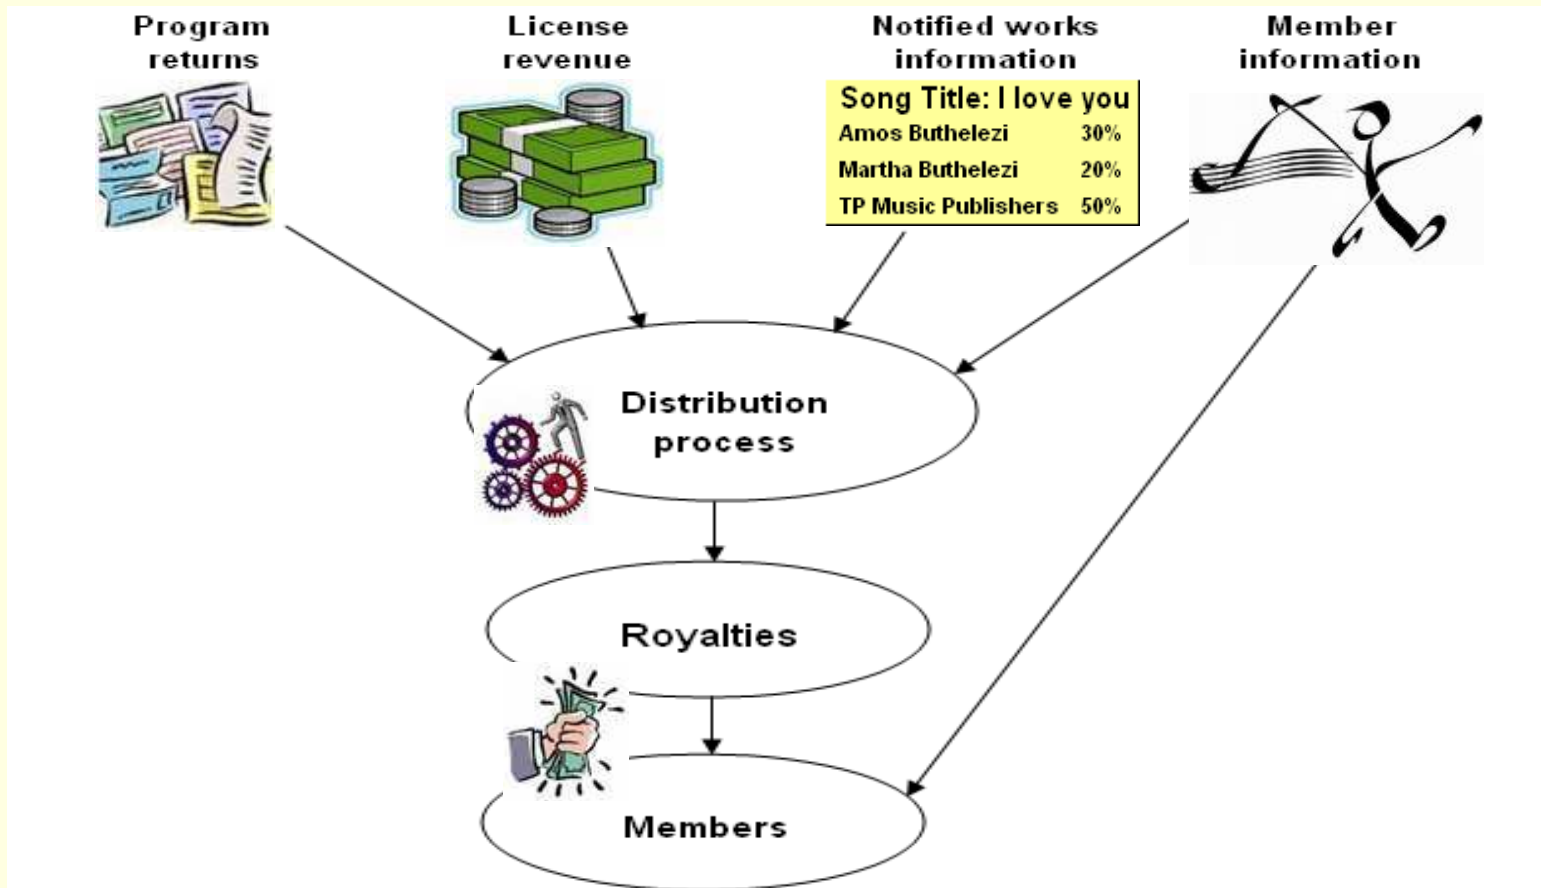 Program
returns
License
revenue
Notified works
information
Member
information
Song Title: I love you
Amos Buthelezi 30%
Martha Buthelezi 20%
TP Music Publishers 50%
Distribution
process
Royalties
Members